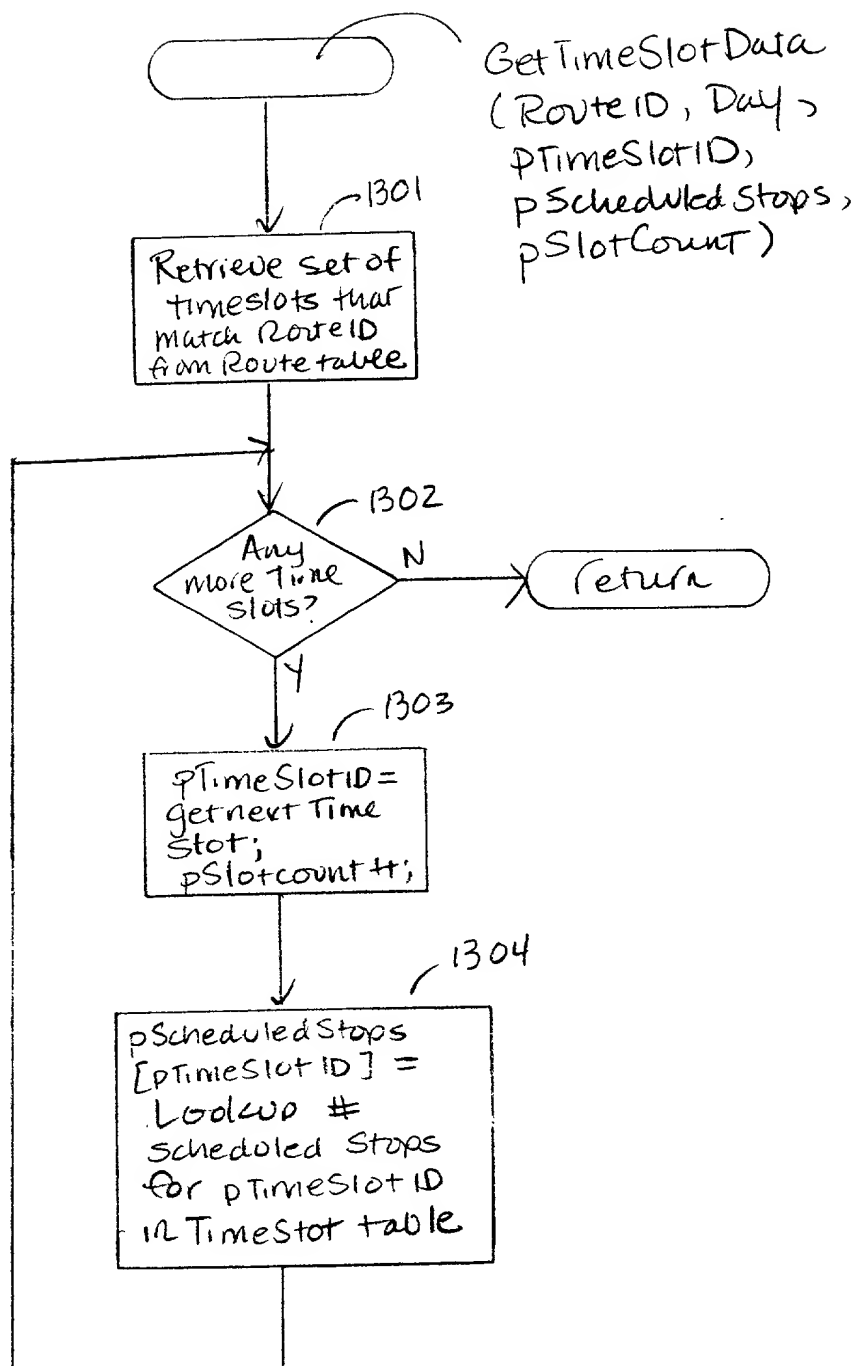 GetTimeSlotData
(RouteID, Day,
pTimeSlotID,
pScheduledStops,
pSlotCount)
1301
Retrieve set of
timeslots that
match RouteID
from Route table
1302
Any
more Time
slots?
N
return
Y
1303
pTimeSlotID =
getnext Time
Slot;
pSlotcount++;
1304
pScheduledStops
[pTimeSlotID] =
Lookup #
scheduled Stops
for pTimeSlotID
in TimeSlot table